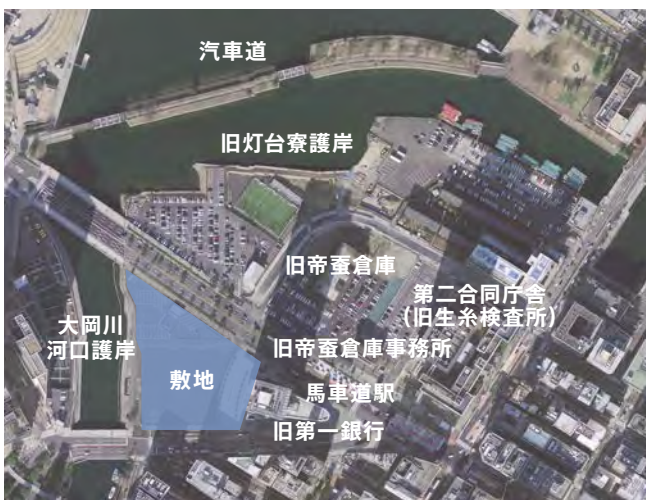 汽車道
旧灯台寮護岸
旧帝蚕倉庫
第二合同庁舎
（旧生糸検査所）
大岡川
河口護岸
旧帝蚕倉庫事務所
敷地
馬車道駅
旧第一銀行